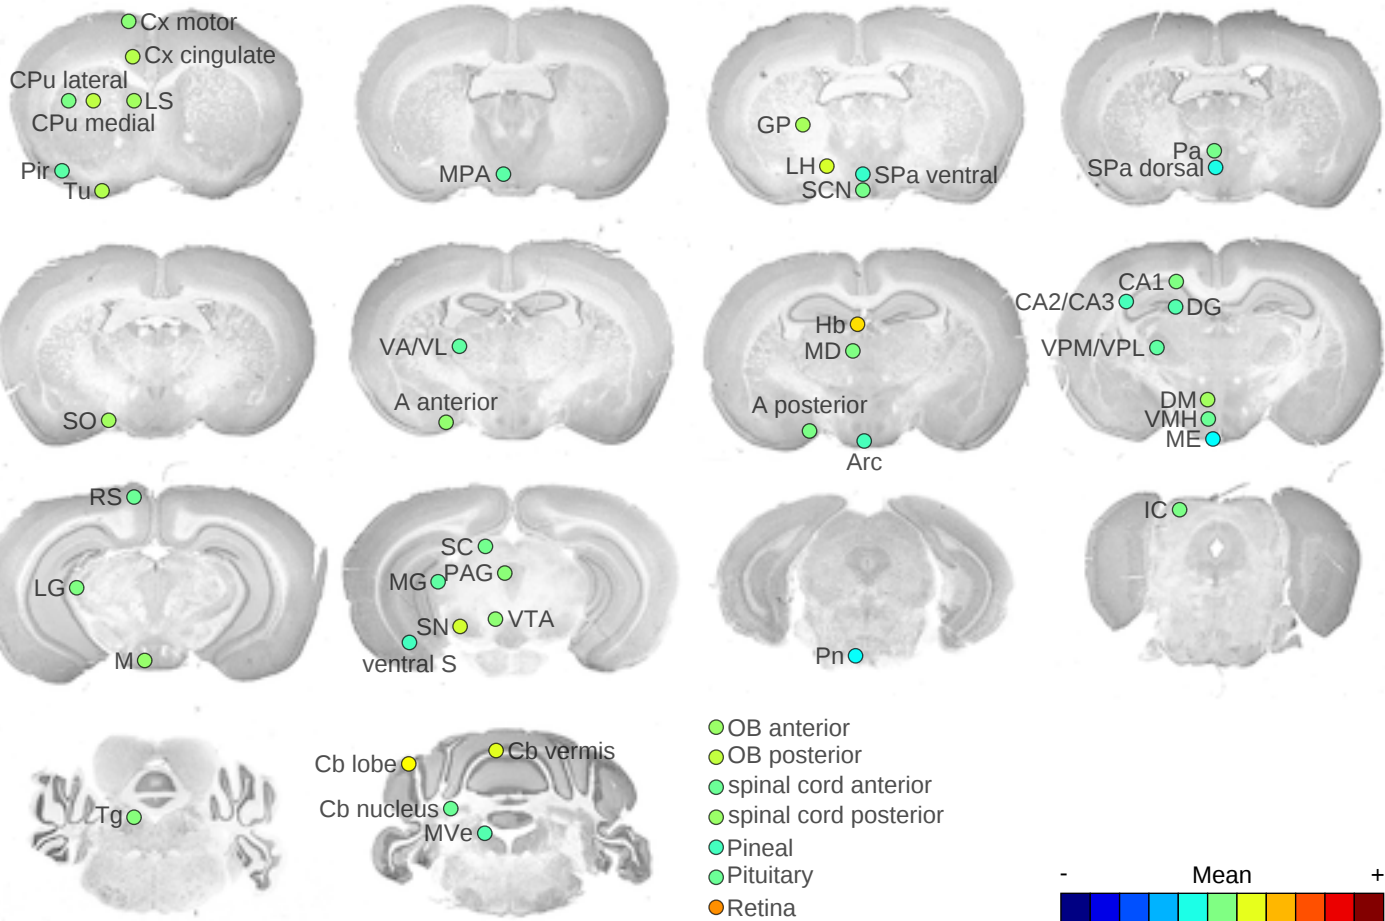 Cx motor
Cx cingulate
CPu lateral
LS
CPu medial
Pir
Tu
MPA
GP
LH
SPa ventral
SCN
Pa
SPa dorsal
SO
VA/VL
A anterior
Hb
MD
A posterior
Arc
CA1
CA2/CA3
DG
VPM/VPL
DM
VMH
ME
RS
LG
M
SC
MG
PAG
SN
VTA
ventral S
Pn
IC
Tg
Cb lobe
Cb vermis
Cb nucleus
MVe
OB anterior
OB posterior
spinal cord anterior
spinal cord posterior
Pineal
Pituitary
Retina
- Mean +